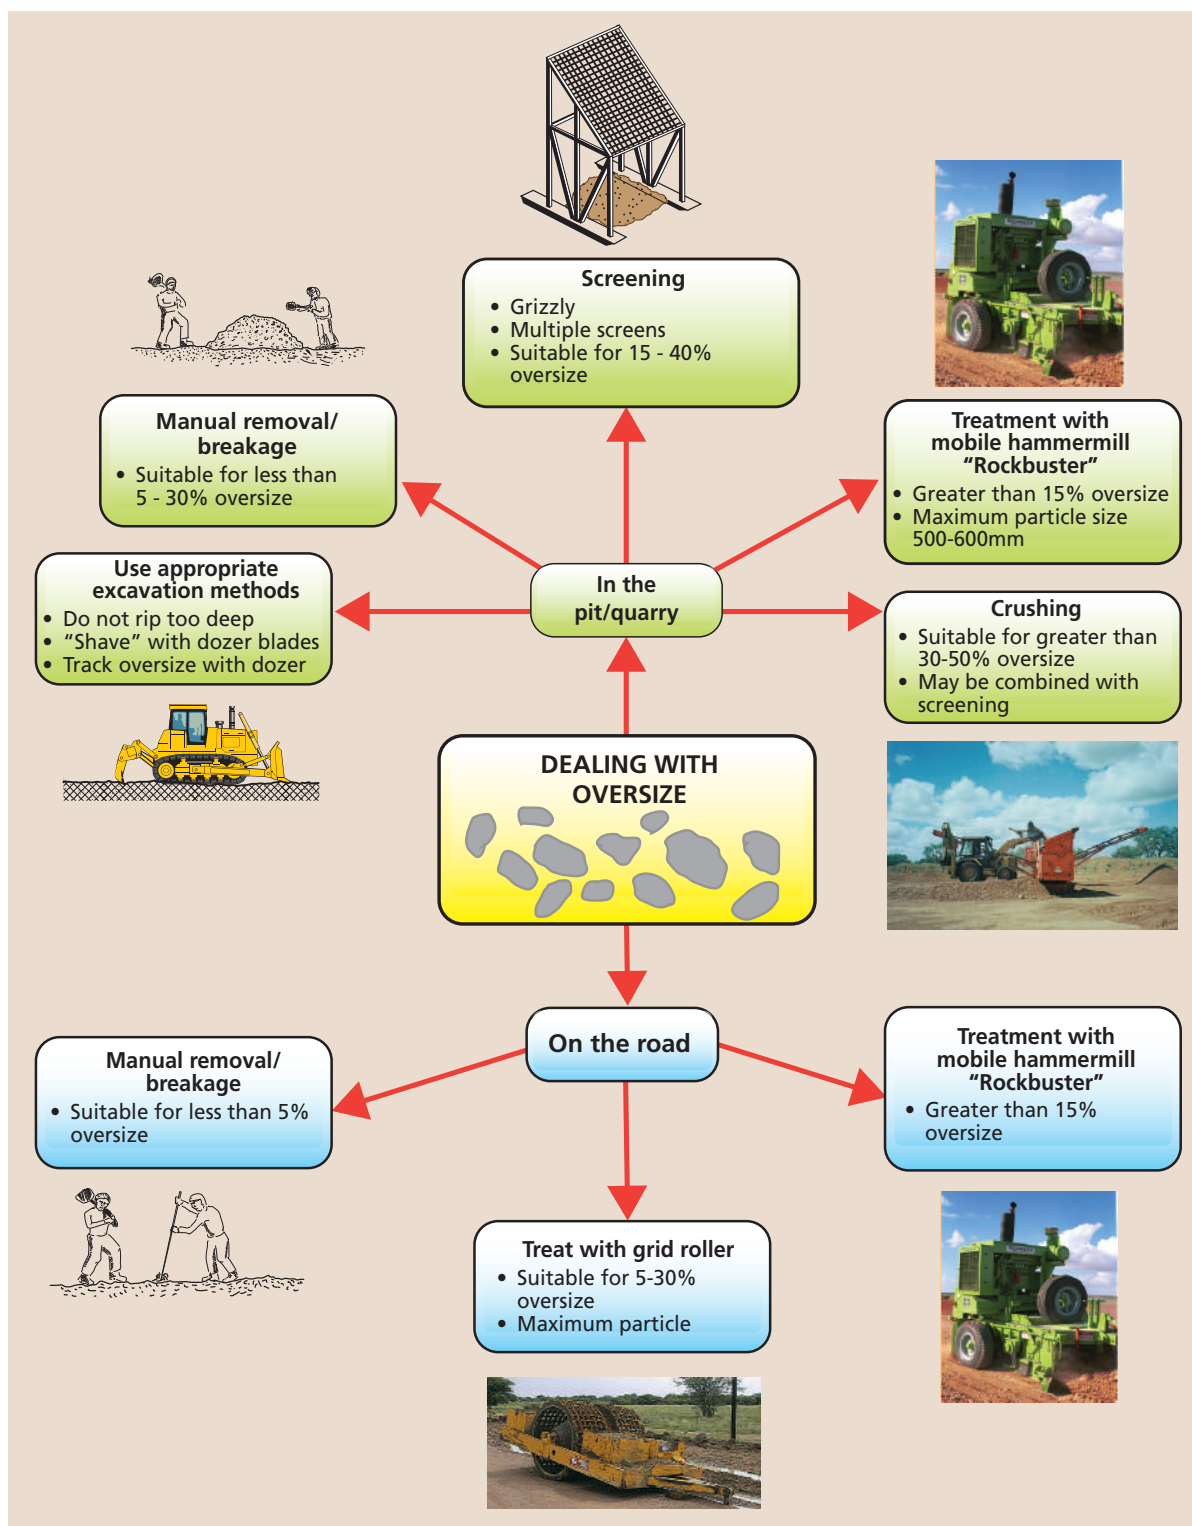 Screening
• Grizzly
• Multiple screens
• Suitable for 15 - 40%
oversize
Manual removal/
breakage
• Suitable for less than
5 - 30% oversize
Treatment with
mobile hammermill
“Rockbuster”
• Greater than 15% oversize
• Maximum particle size
500-600mm
Use appropriate
excavation methods
• Do not rip too deep
• “Shave” with dozer blades
• Track oversize with dozer
In the
pit/quarry
Crushing
• Suitable for greater than
30-50% oversize
• May be combined with
screening
DEALING WITH
OVERSIZE
On the road
Manual removal/
breakage
• Suitable for less than 5%
oversize
Treatment with
mobile hammermill
“Rockbuster”
• Greater than 15%
oversize
Treat with grid roller
• Suitable for 5-30%
oversize
• Maximum particle